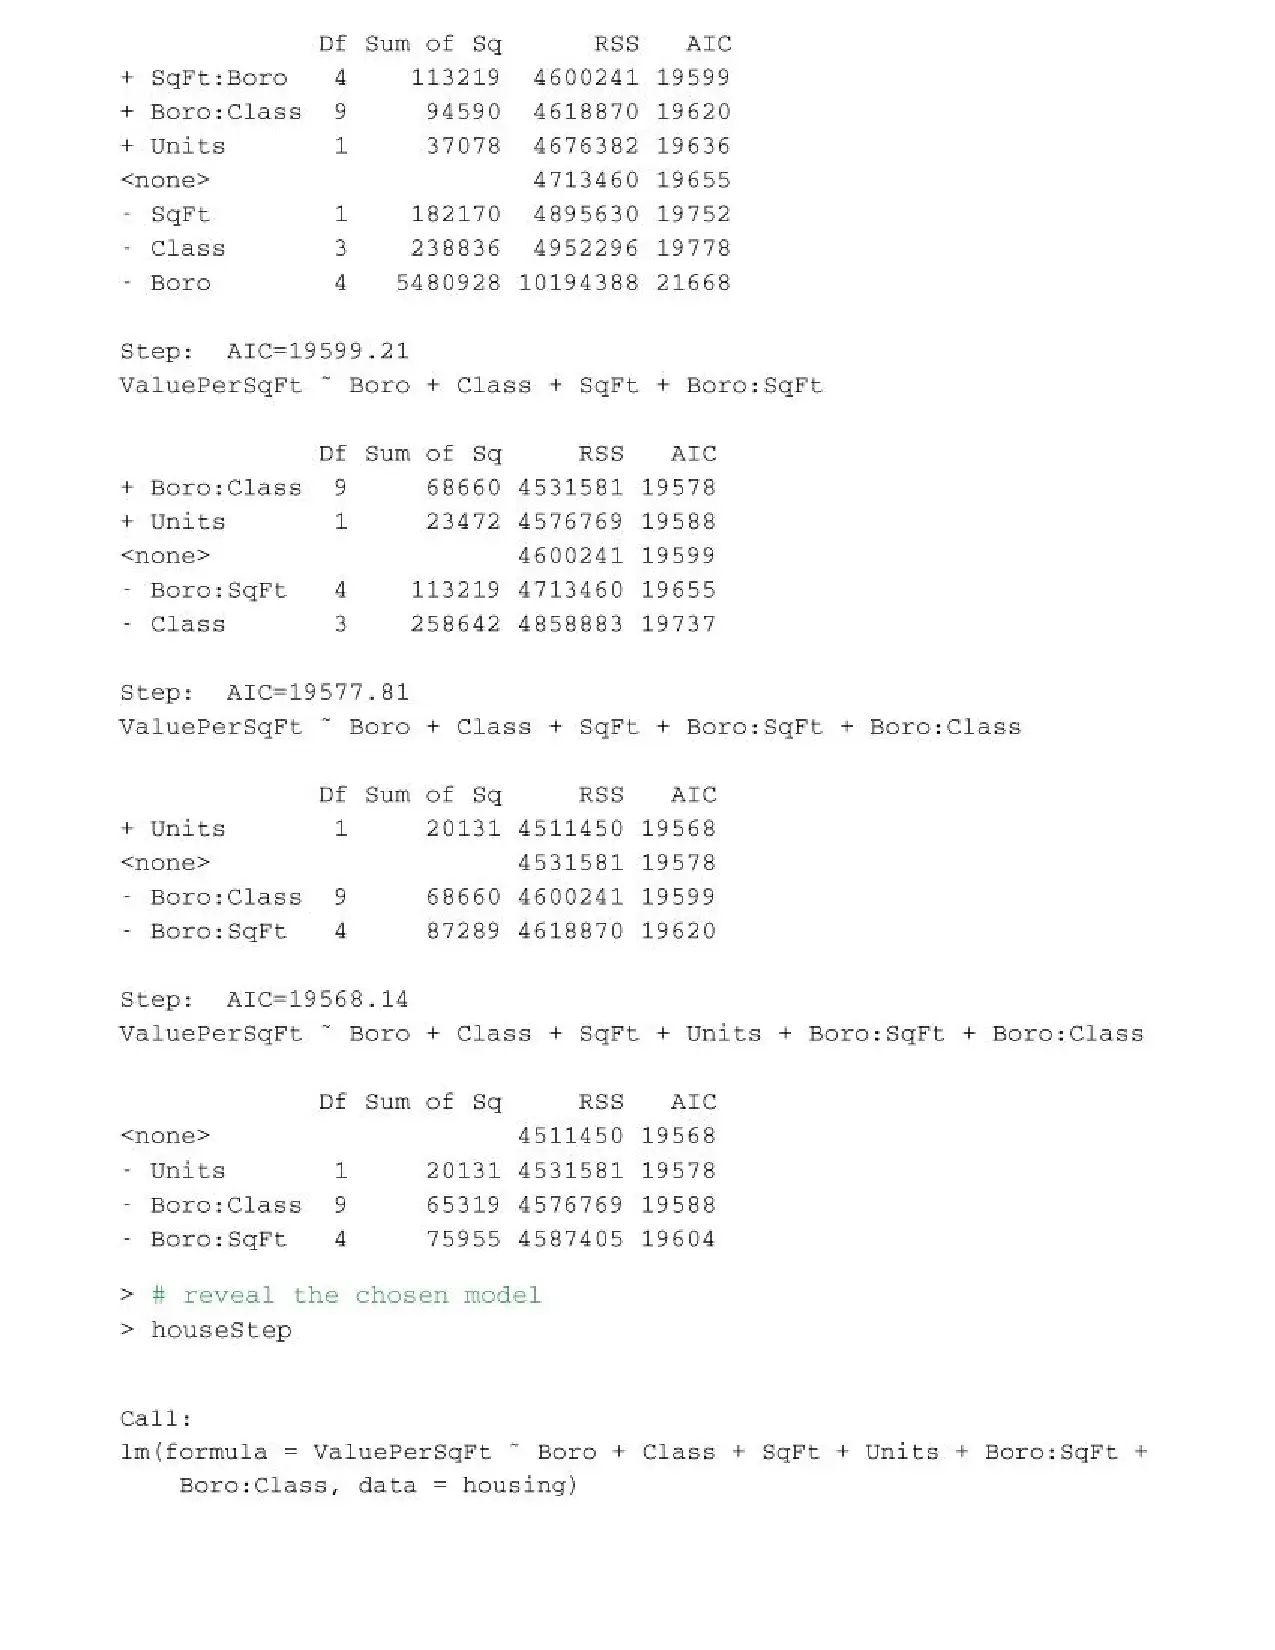 Df Sum of Sq RSS AIC
+ SqFt:Boro 4 113219 4600241 19599
+ Boro:Class 9 94590 4618870 19620
+ Units 1 37078 4676382 19636
<none> 4713460 19655
- SqFt 1 182170 4895630 19752
- Class 3 238836 4952296 19778
- Boro 4 5480928 10194388 21668
Step: AIC=19599.21
ValuePerSqFt ~ Boro + Class + SqFt + Boro:SqFt
Df Sum of Sq RSS AIC
+ Boro:Class 9 68660 4531581 19578
+ Units 1 23472 4576769 19588
<none> 4600241 19599
- Boro:SqFt 4 113219 4713460 19655
- Class 3 258642 4858883 19737
Step: AIC=19577.81
ValuePerSqFt ~ Boro + Class + SqFt + Boro:SqFt + Boro:Class
Df Sum of Sq RSS AIC
+ Units 1 20131 4511450 19568
<none> 4531581 19578
- Boro:Class 9 68660 4600241 19599
- Boro:SqFt 4 87289 4618870 19620
Step: AIC=19568.14
ValuePerSqFt ~ Boro + Class + SqFt + Units + Boro:SqFt + Boro:Class
Df Sum of Sq RSS AIC
<none> 4511450 19568
- Units 1 20131 4531581 19578
- Boro:Class 9 65319 4576769 19588
- Boro:SqFt 4 75955 4587405 19604
> # reveal the chosen model
> houseStep
Call:
lm(formula = ValuePerSqFt ~ Boro + Class + SqFt + Units + Boro:SqFt +
Boro:Class, data = housing)